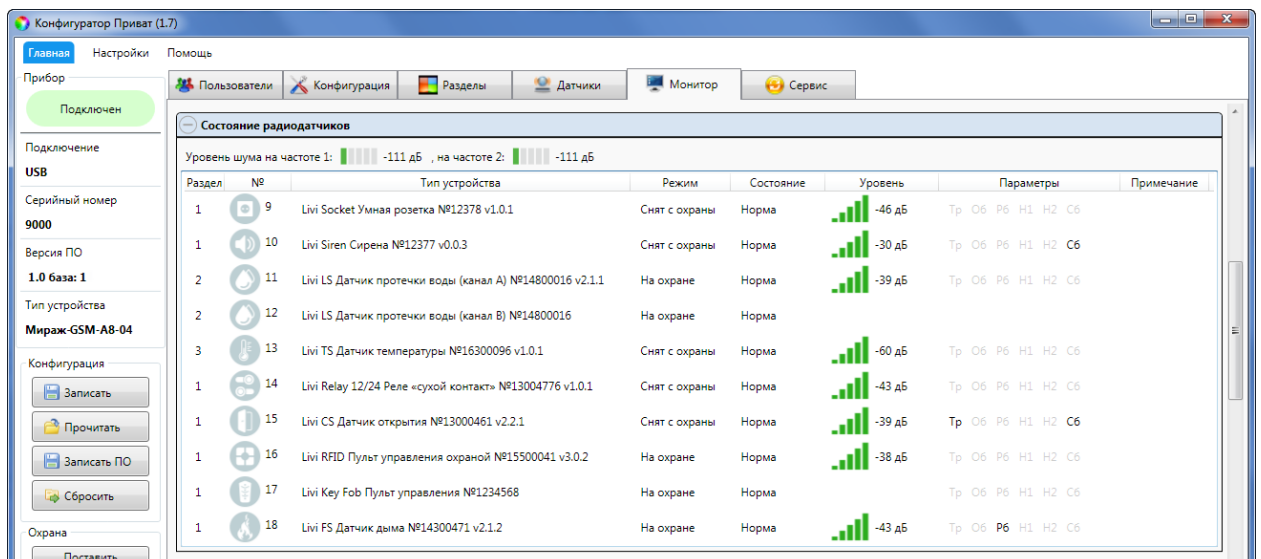 Конфигуратор Приват (1.7)
Главная Настройки Помощь
Прибор
Подключен
Подключение
USB
Серийный номер
9000
Версия ПО
1.0 база: 1
Тип устройства
Мираж-GSM-A8-04
Конфигурация
Записать
Прочитать
Записать ПО
Сбросить
Охрана
Поставить
Пользователи Конфигурация Разделы Датчики Монитор Сервис
Состояние радиодатчиков
Уровень шума на частоте 1: -111 дБ , на частоте 2: -111 дБ
Раздел № Тип устройства Режим Состояние Уровень Параметры Примечание
1 9 Livi Socket Умная розетка №12378 v1.0.1 Снят с охраны Норма -46 дБ Тр Об Рб Н1 Н2 Сб
1 10 Livi Siren Сирена №12377 v0.0.3 Снят с охраны Норма -30 дБ Тр Об Рб Н1 Н2 Сб
2 11 Livi LS Датчик протечки воды (канал А) №14800016 v2.1.1 На охране Норма -39 дБ Тр Об Рб Н1 Н2 Сб
2 12 Livi LS Датчик протечки воды (канал В) №14800016 На охране Норма
3 13 Livi TS Датчик температуры №16300096 v1.0.1 Снят с охраны Норма -60 дБ Тр Об Рб Н1 Н2 Сб
1 14 Livi Relay 12/24 Реле «сухой контакт» №13004776 v1.0.1 Снят с охраны Норма -43 дБ Тр Об Рб Н1 Н2 Сб
1 15 Livi CS Датчик открытия №13000461 v2.2.1 Снят с охраны Норма -39 дБ Тр Об Рб Н1 Н2 Сб
1 16 Livi RFID Пульт управления охраной №15500041 v3.0.2 На охране Норма -38 дБ Тр Об Рб Н1 Н2 Сб
1 17 Livi Key Fob Пульт управления №1234568 На охране Норма Тр Об Рб Н1 Н2 Сб
1 18 Livi FS Датчик дыма №14300471 v2.1.2 На охране Норма -43 дБ Тр Об Рб Н1 Н2 Сб